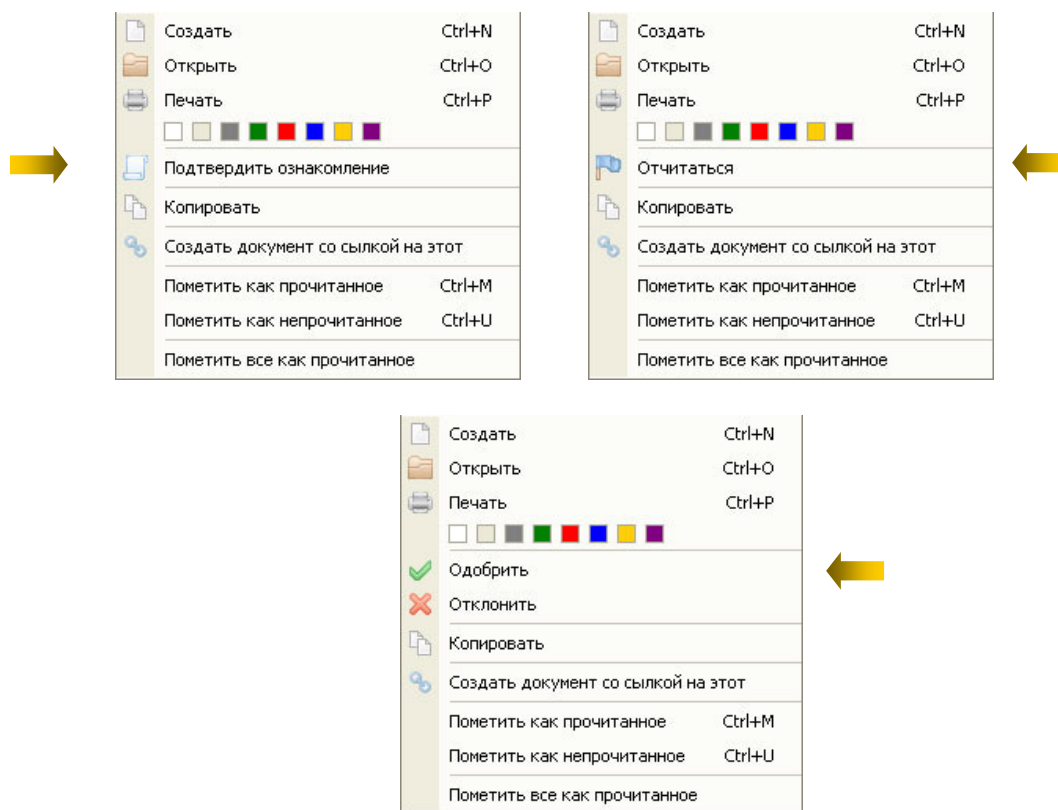 Создать Ctrl+N
Открыть Ctrl+O
Печать Ctrl+P
Подтвердить ознакомление
Копировать
Создать документ со сылкой на этот
Пометить как прочитанное Ctrl+M
Пометить как непрочитанное Ctrl+U
Пометить все как прочитанное
Создать Ctrl+N
Открыть Ctrl+O
Печать Ctrl+P
Отчитаться
Копировать
Создать документ со сылкой на этот
Пометить как прочитанное Ctrl+M
Пометить как непрочитанное Ctrl+U
Пометить все как прочитанное
Создать Ctrl+N
Открыть Ctrl+O
Печать Ctrl+P
Одобрить
Отклонить
Копировать
Создать документ со сылкой на этот
Пометить как прочитанное Ctrl+M
Пометить как непрочитанное Ctrl+U
Пометить все как прочитанное